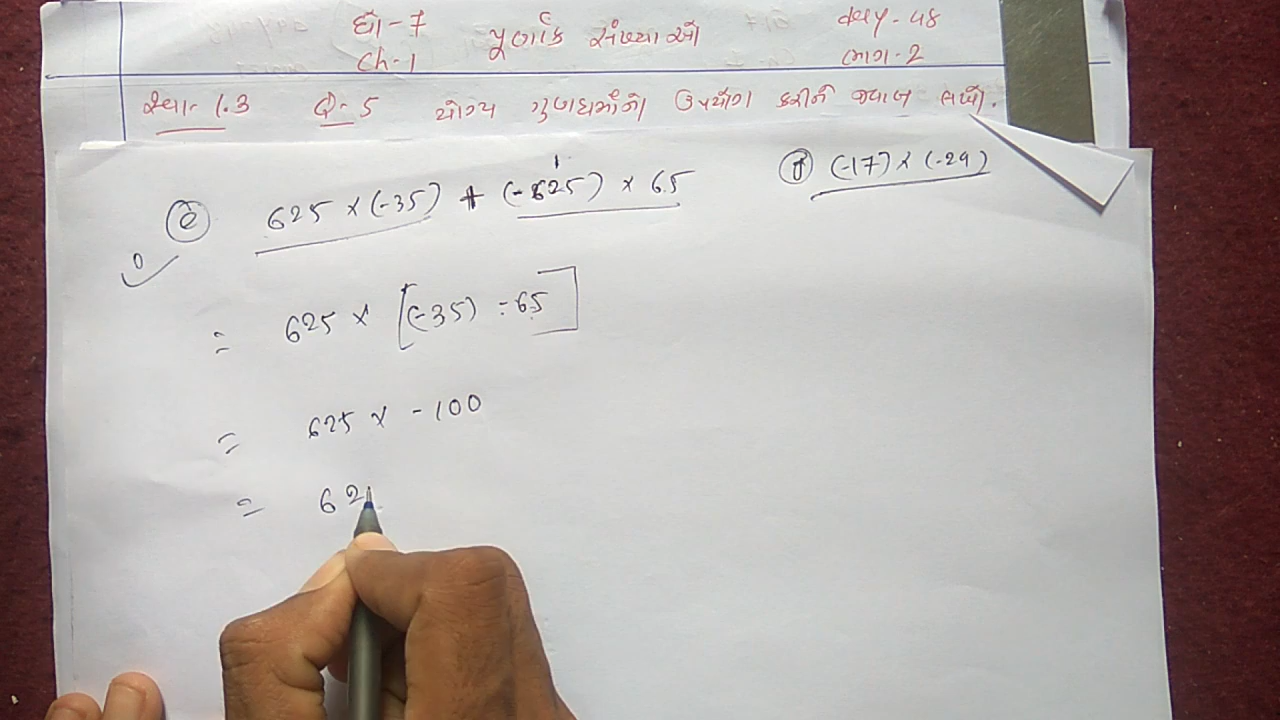 ધો-7 પુર્ણાંક સંખ્યાઓ day-48
Ch-1 ભાગ-2
સ્વા- 1.3 Q-5 યોગ્ય ગુણધર્મોનો ઉપયોગ કરીને જવાબ લખો.
(e) 625 × (-35) + (-625) × 65
(f) (-17) × (-29)
= 625 × [(-35) - 65]
= 625 × -100
= 62